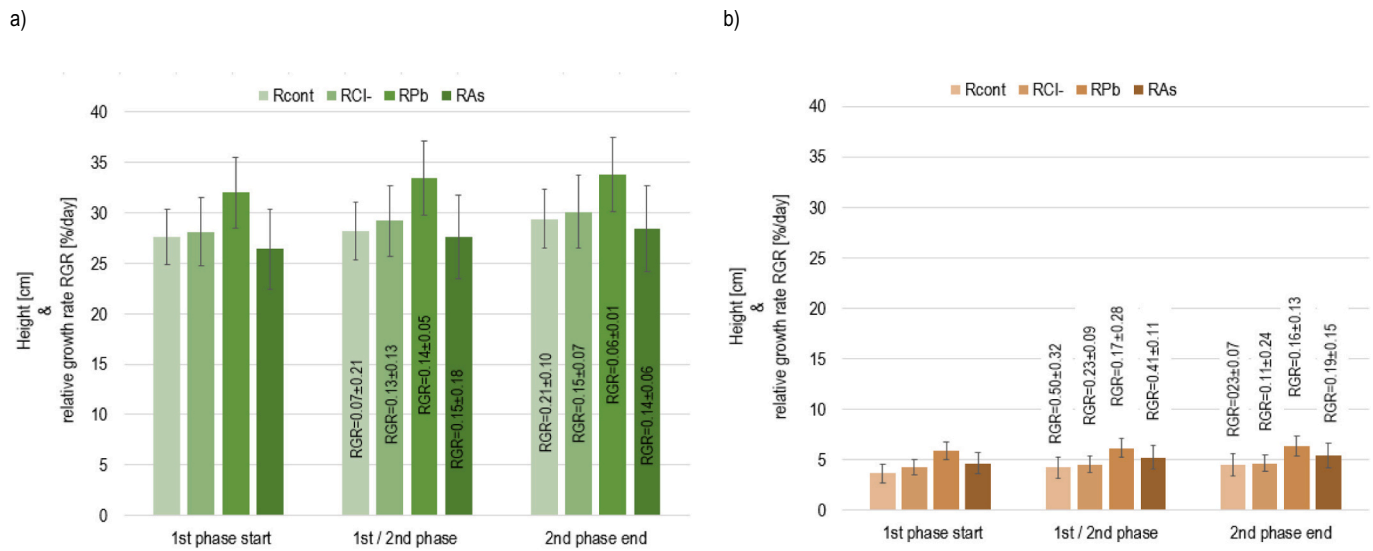 a)
Rcont RCl- RPb RAs
Height [cm]
&
relative growth rate RGR [%/day]
40
35
30
25
20
15
10
5
0
RGR=0.07±0.21
RGR=0.13±0.13
RGR=0.14±0.05
RGR=0.15±0.18
RGR=0.21±0.10
RGR=0.15±0.07
RGR=0.06±0.01
RGR=0.14±0.06
1st phase start
1st / 2nd phase
2nd phase end
b)
Rcont RCl- RPb RAs
Height [cm]
&
relative growth rate RGR [%/day]
40
35
30
25
20
15
10
5
0
RGR=0.50±0.32
RGR=0.23±0.09
RGR=0.17±0.28
RGR=0.41±0.11
RGR=023±0.07
RGR=0.11±0.24
RGR=0.16±0.13
RGR=0.19±0.15
1st phase start
1st / 2nd phase
2nd phase end